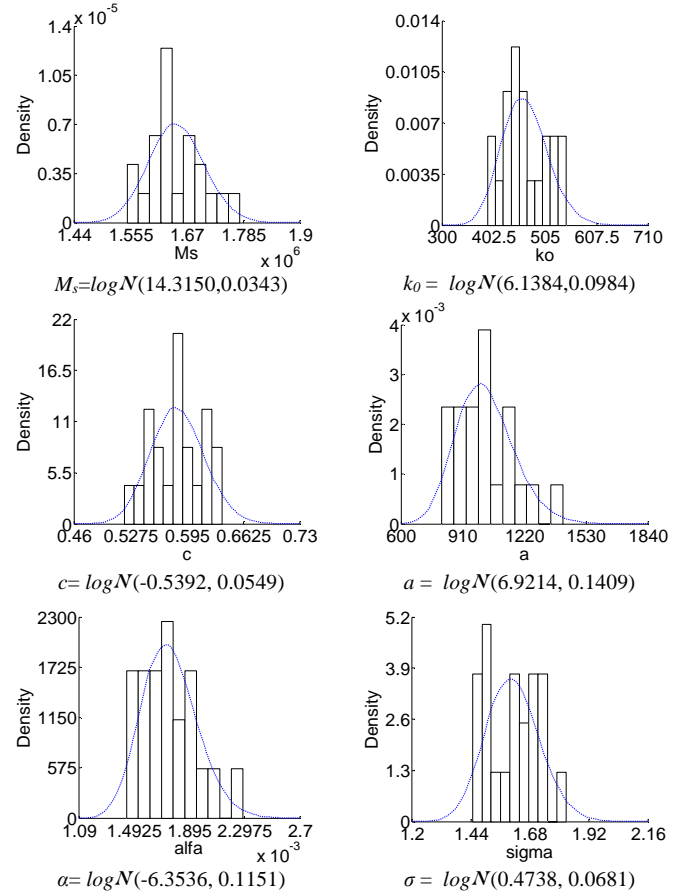 x 10^-5
1.4
1.05
0.7
0.35
0
Density
1.44 1.555 1.67 1.785 1.9
Ms
x 10^6
M_s=logN(14.3150,0.0343)
0.014
0.0105
0.007
0.0035
0
Density
300 402.5 505 607.5 710
ko
k_0 = logN(6.1384,0.0984)
22
16.5
11
5.5
0
Density
0.46 0.5275 0.595 0.6625 0.73
c
c= logN(-0.5392, 0.0549)
x 10^-3
4
3
2
1
0
Density
600 910 1220 1530 1840
a
a = logN(6.9214, 0.1409)
2300
1725
1150
575
0
Density
1.09 1.4925 1.895 2.2975 2.7
alfa
x 10^-3
α=logN(-6.3536, 0.1151)
5.2
3.9
2.6
1.3
0
Density
1.2 1.44 1.68 1.92 2.16
sigma
σ = logN(0.4738, 0.0681)